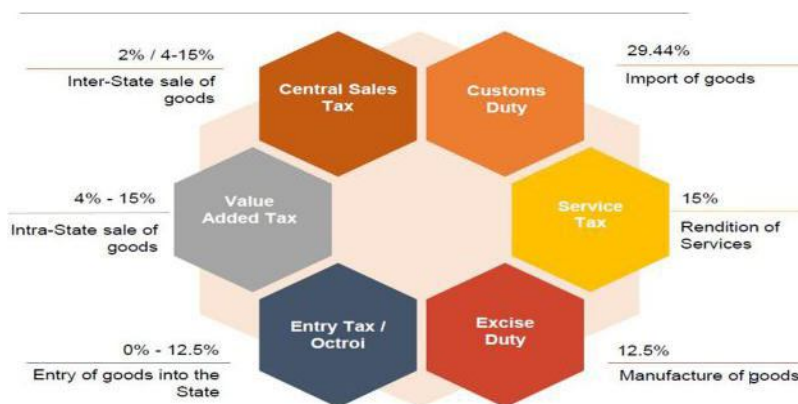 2% / 4-15%
Inter-State sale of
goods
Central Sales
Tax
Customs
Duty
29.44%
Import of goods
4% - 15%
Intra-State sale of
goods
Value
Added Tax
Service
Tax
15%
Rendition of
Services
0% - 12.5%
Entry of goods into the
State
Entry Tax /
Octroi
Excise
Duty
12.5%
Manufacture of goods